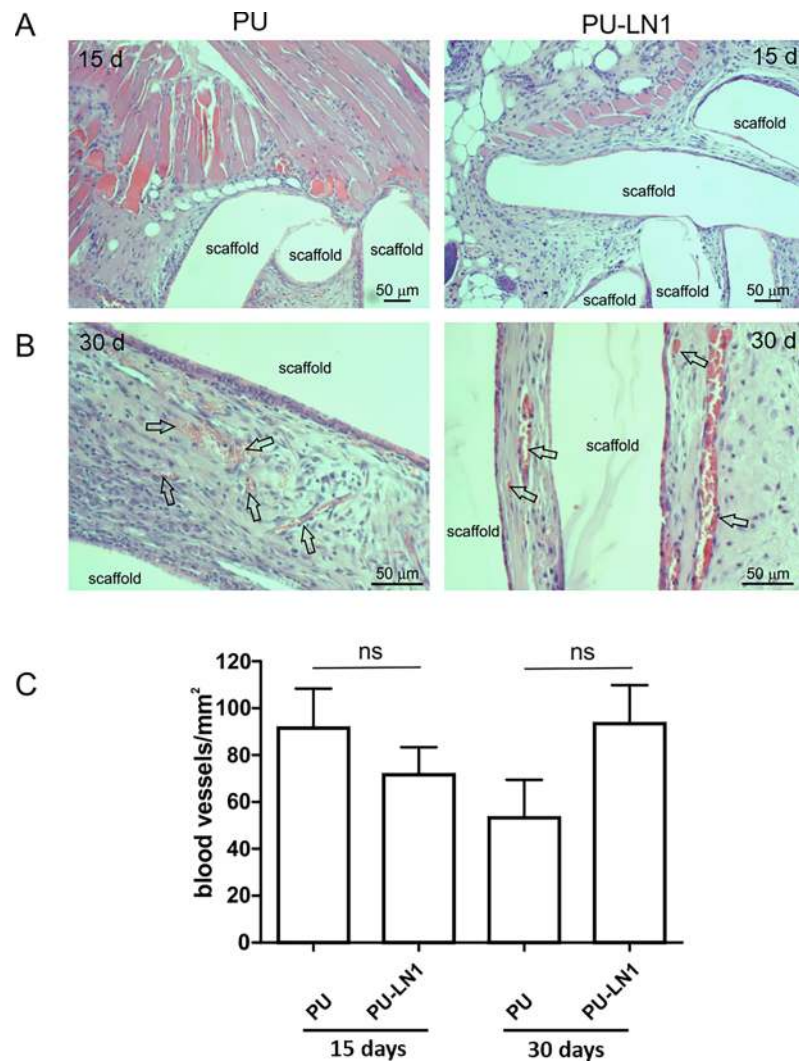 A
PU
PU-LN1
15 d
scaffold
scaffold
scaffold
50 μm
15 d
scaffold
scaffold
scaffold
scaffold
50 μm
B
30 d
scaffold
scaffold
50 μm
30 d
scaffold
scaffold
50 μm
C
ns
ns
120
100
80
60
40
20
0
blood vessels/mm²
PU
PU-LN1
PU
PU-LN1
15 days
30 days